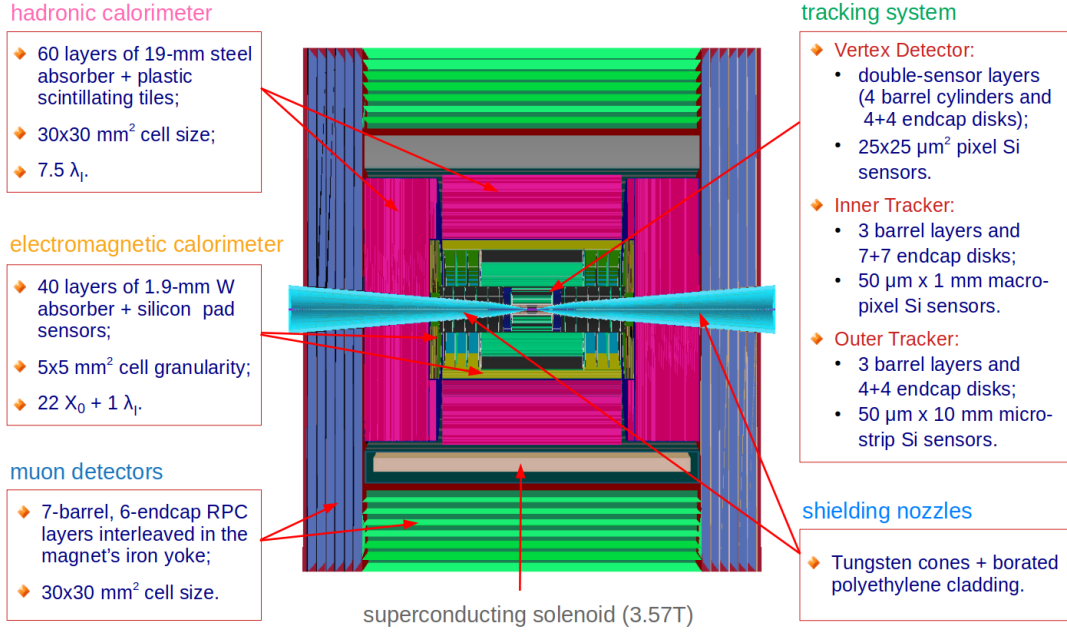 hadronic calorimeter
60 layers of 19-mm steel
absorber + plastic
scintillating tiles;
30x30 mm² cell size;
7.5 λ_I.
electromagnetic calorimeter
40 layers of 1.9-mm W
absorber + silicon pad
sensors;
5x5 mm² cell granularity;
22 X₀ + 1 λ_I.
muon detectors
7-barrel, 6-endcap RPC
layers interleaved in the
magnet's iron yoke;
30x30 mm² cell size.
superconducting solenoid (3.57T)
tracking system
Vertex Detector:
• double-sensor layers
(4 barrel cylinders and
4+4 endcap disks);
• 25x25 μm² pixel Si
sensors.
Inner Tracker:
• 3 barrel layers and
7+7 endcap disks;
• 50 μm x 1 mm macro-
pixel Si sensors.
Outer Tracker:
• 3 barrel layers and
4+4 endcap disks;
• 50 μm x 10 mm micro-
strip Si sensors.
shielding nozzles
Tungsten cones + borated
polyethylene cladding.